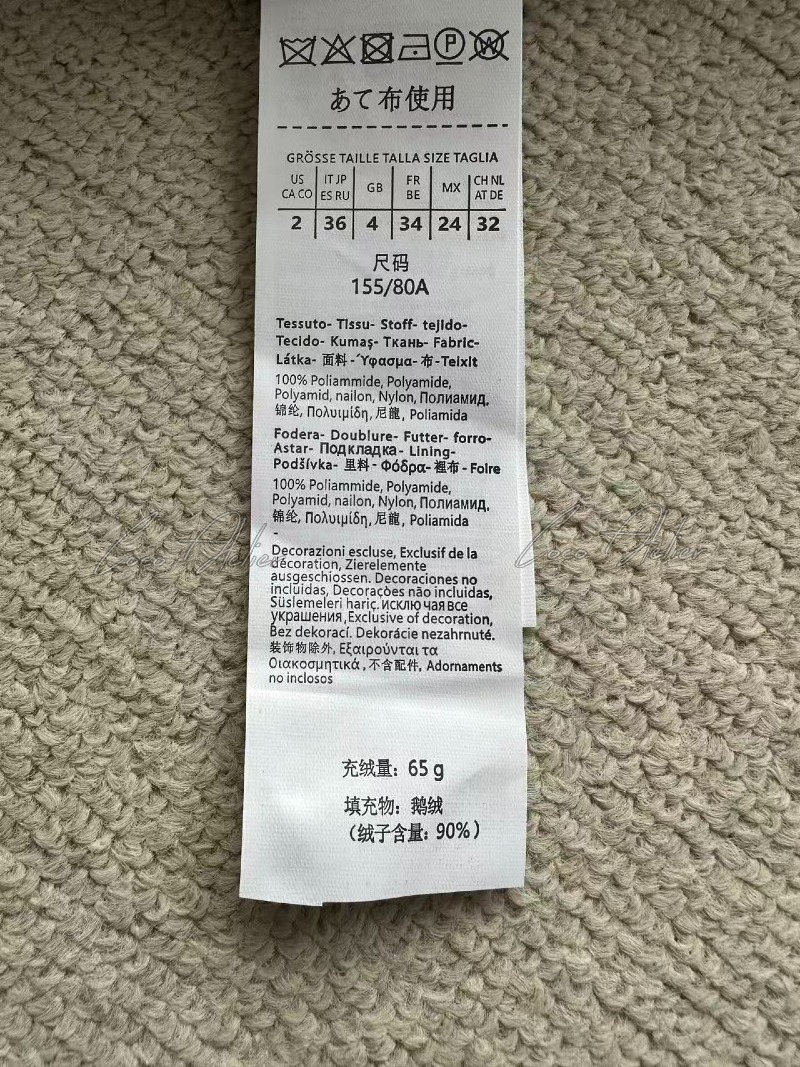 あて布使用
GRÖSSE TAILLE TALLA SIZE TAGLIA
US IT JP GB FR MX CH NL
CA CO ES RU BE AT DE
2 36 4 34 24 32
尺码
155/80A
Tessuto- Tissu- Stoff- tejldo-
Tecido- Kumaş- Ткань- Fabric-
Látka- 面料 -Ύφασμα- 布 -Teixit
100% Poliammide, Polyamide,
Polyamid, nailon, Nylon, Полиамид,
锦纶, Πολυιμίδη, 尼龍, Poliamida
Fodera- Doublure- Futter- forro-
Astar- Подкладка- Lining-
Podšívka- 里料 - Φόδρα- 裡布 - Folre
100% Poliammide, Polyamide,
Polyamid, nailon, Nylon, Полиамид,
锦纶, Πολυιμίδη, 尼龍, Poliamida
-
Decorazioni escluse, Exclusif de la
décoration, Zierelemente
ausgeschiossen. Decoraciones no
incluidas, Decorações não incluidas,
Süslemeleri hariç. исклю чая все
украшения ,Exclusive of decoration,
Bez dekorací. Dekorácie nezahrnuté.
装饰物除外, Εξαιρούνται τα
Οιακοσμητικά , 不含配件, Adornaments
no inclosos
充绒量: 65 g
填充物: 鹅绒
(绒子含量: 90%)